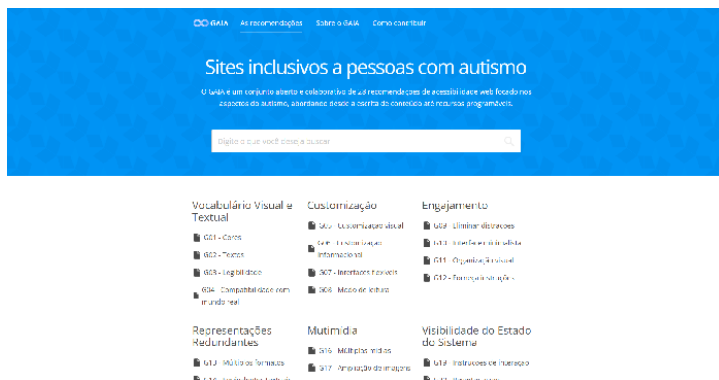 GAIA As recomendações Sobre o GAIA Como contribuir
Sites inclusivos a pessoas com autismo
O GAIA é um conjunto aberto e colaborativo de 28 recomendações de acessibilidade web focado nos
aspectos do autismo, abordando desde a escrita de conteúdo até recursos programáveis.
Digite o que você deseja buscar
Vocabulário Visual e
Textual
G01 - Cores
G02 - Textos
G03 - Legibilidade
G04 - Compatibilidade com
mundo real
Customização
G05 - Customização visual
G06 - Customização
informacional
G07 - Interfaces flexíveis
G08 - Modo de leitura
Engajamento
G09 - Eliminar distrações
G10 - Interface minimalista
G11 - Organização visual
G12 - Forneça instruções
Representações
Redundantes
G13 - Múltiplos formatos
Mutimídia
G16 - Múltiplas mídias
G17 - Ampliação de imagens
Visibilidade do Estado
do Sistema
G19 - Instruções de interação